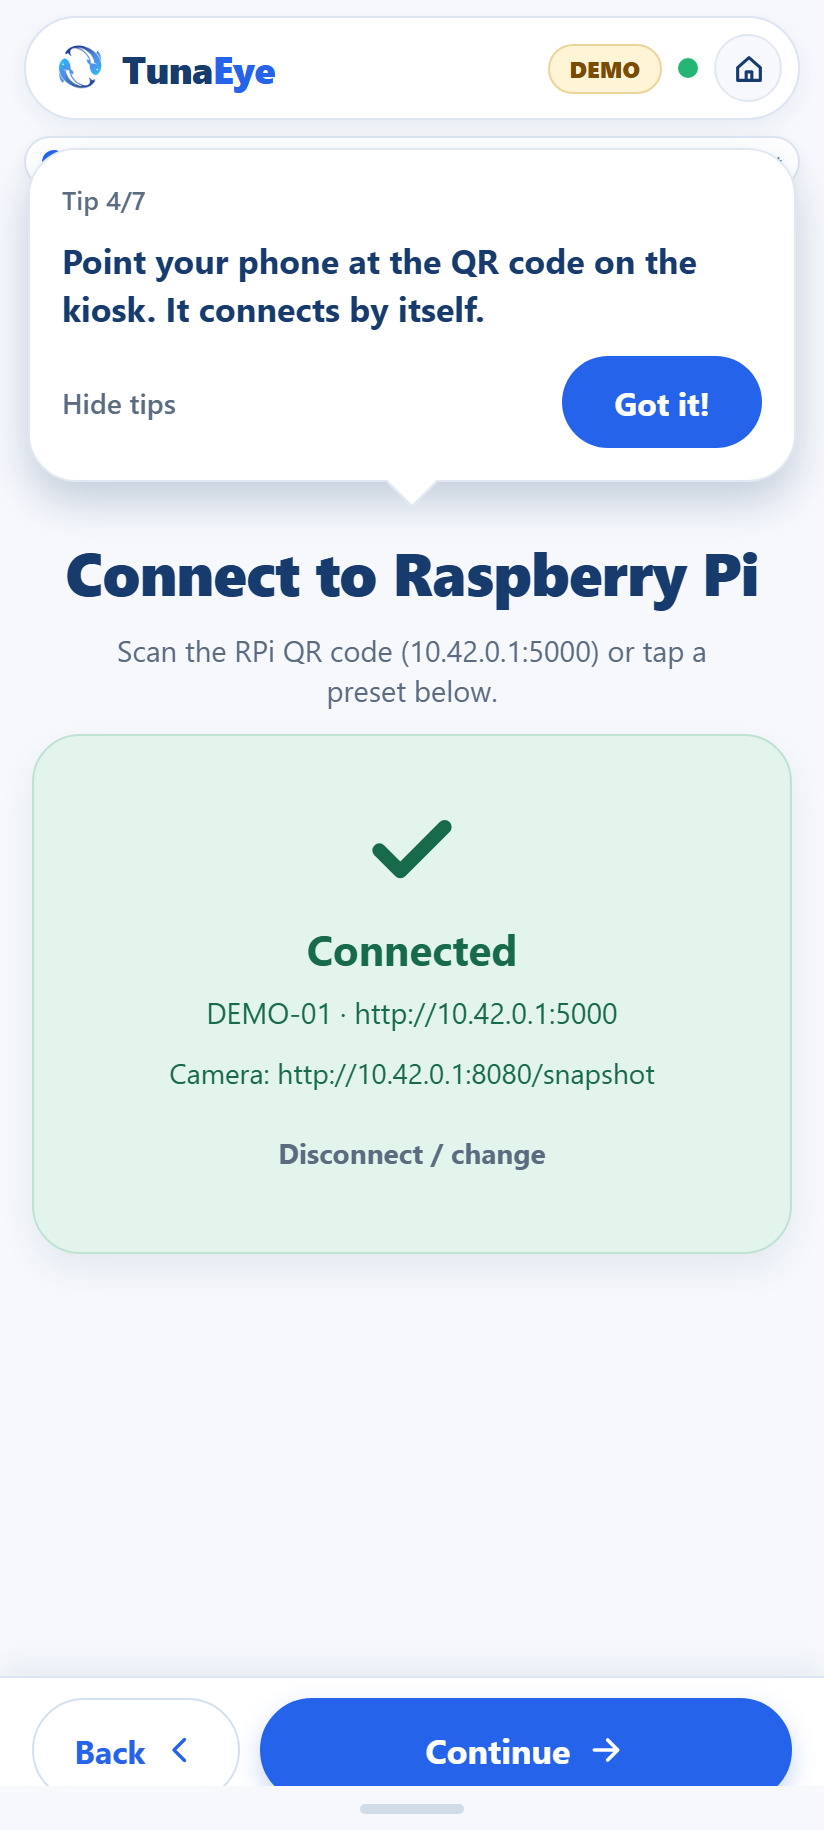 TunaEye
DEMO
Tip 4/7
Point your phone at the QR code on the
kiosk. It connects by itself.
Hide tips
Got it!
Connect to Raspberry Pi
Scan the RPi QR code (10.42.0.1:5000) or tap a
preset below.
Connected
DEMO-01 · http://10.42.0.1:5000
Camera: http://10.42.0.1:8080/snapshot
Disconnect / change
Back
Continue